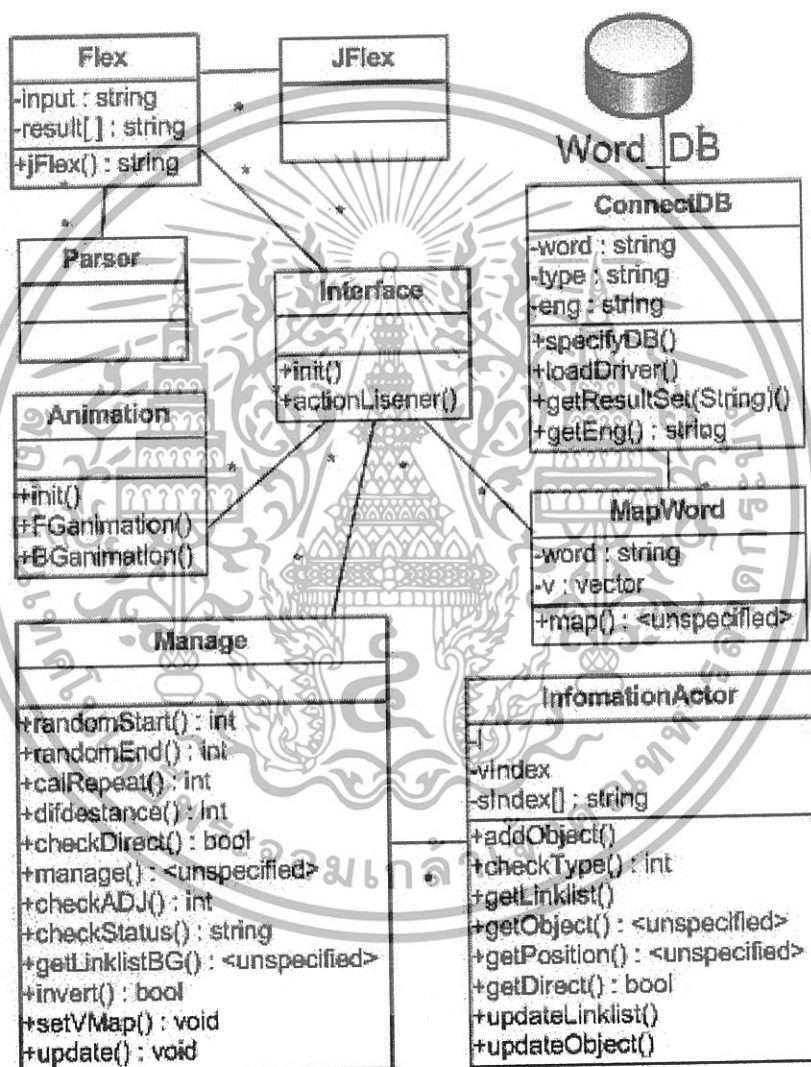 Flex
-input : string
-result[ ] : string
+jFlex() : string
JFlex
Word_DB
Parser
Interface
+init()
+actionLisener()
ConnectDB
-word : string
-type : string
-eng : string
+specifyDB()
+loadDriver()
+getResultSet(String)()
+getEng() : string
Animation
+init()
+FGanimation()
+BGanimation()
MapWord
-word : string
-v : vector
+map() : <unspecified>
Manage
+randomStart() : int
+randomEnd() : int
+calRepeat() : int
+difdestance() : int
+checkDirect() : bool
+manage() : <unspecified>
+checkADJ() : int
+checkStatus() : string
+getLinklistBG() : <unspecified>
+invert() : bool
+setVMap() : void
+update() : void
InfomationActor
-vIndex
-sIndex[] : string
+addObject()
+checkType() : int
+getLinklist()
+getObject() : <unspecified>
+getPosition() : <unspecified>
+getDirect() : bool
+updateLinklist()
+updateObject()